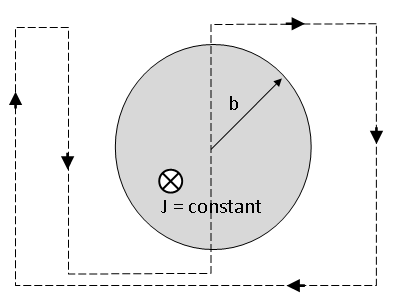 b
J = constant